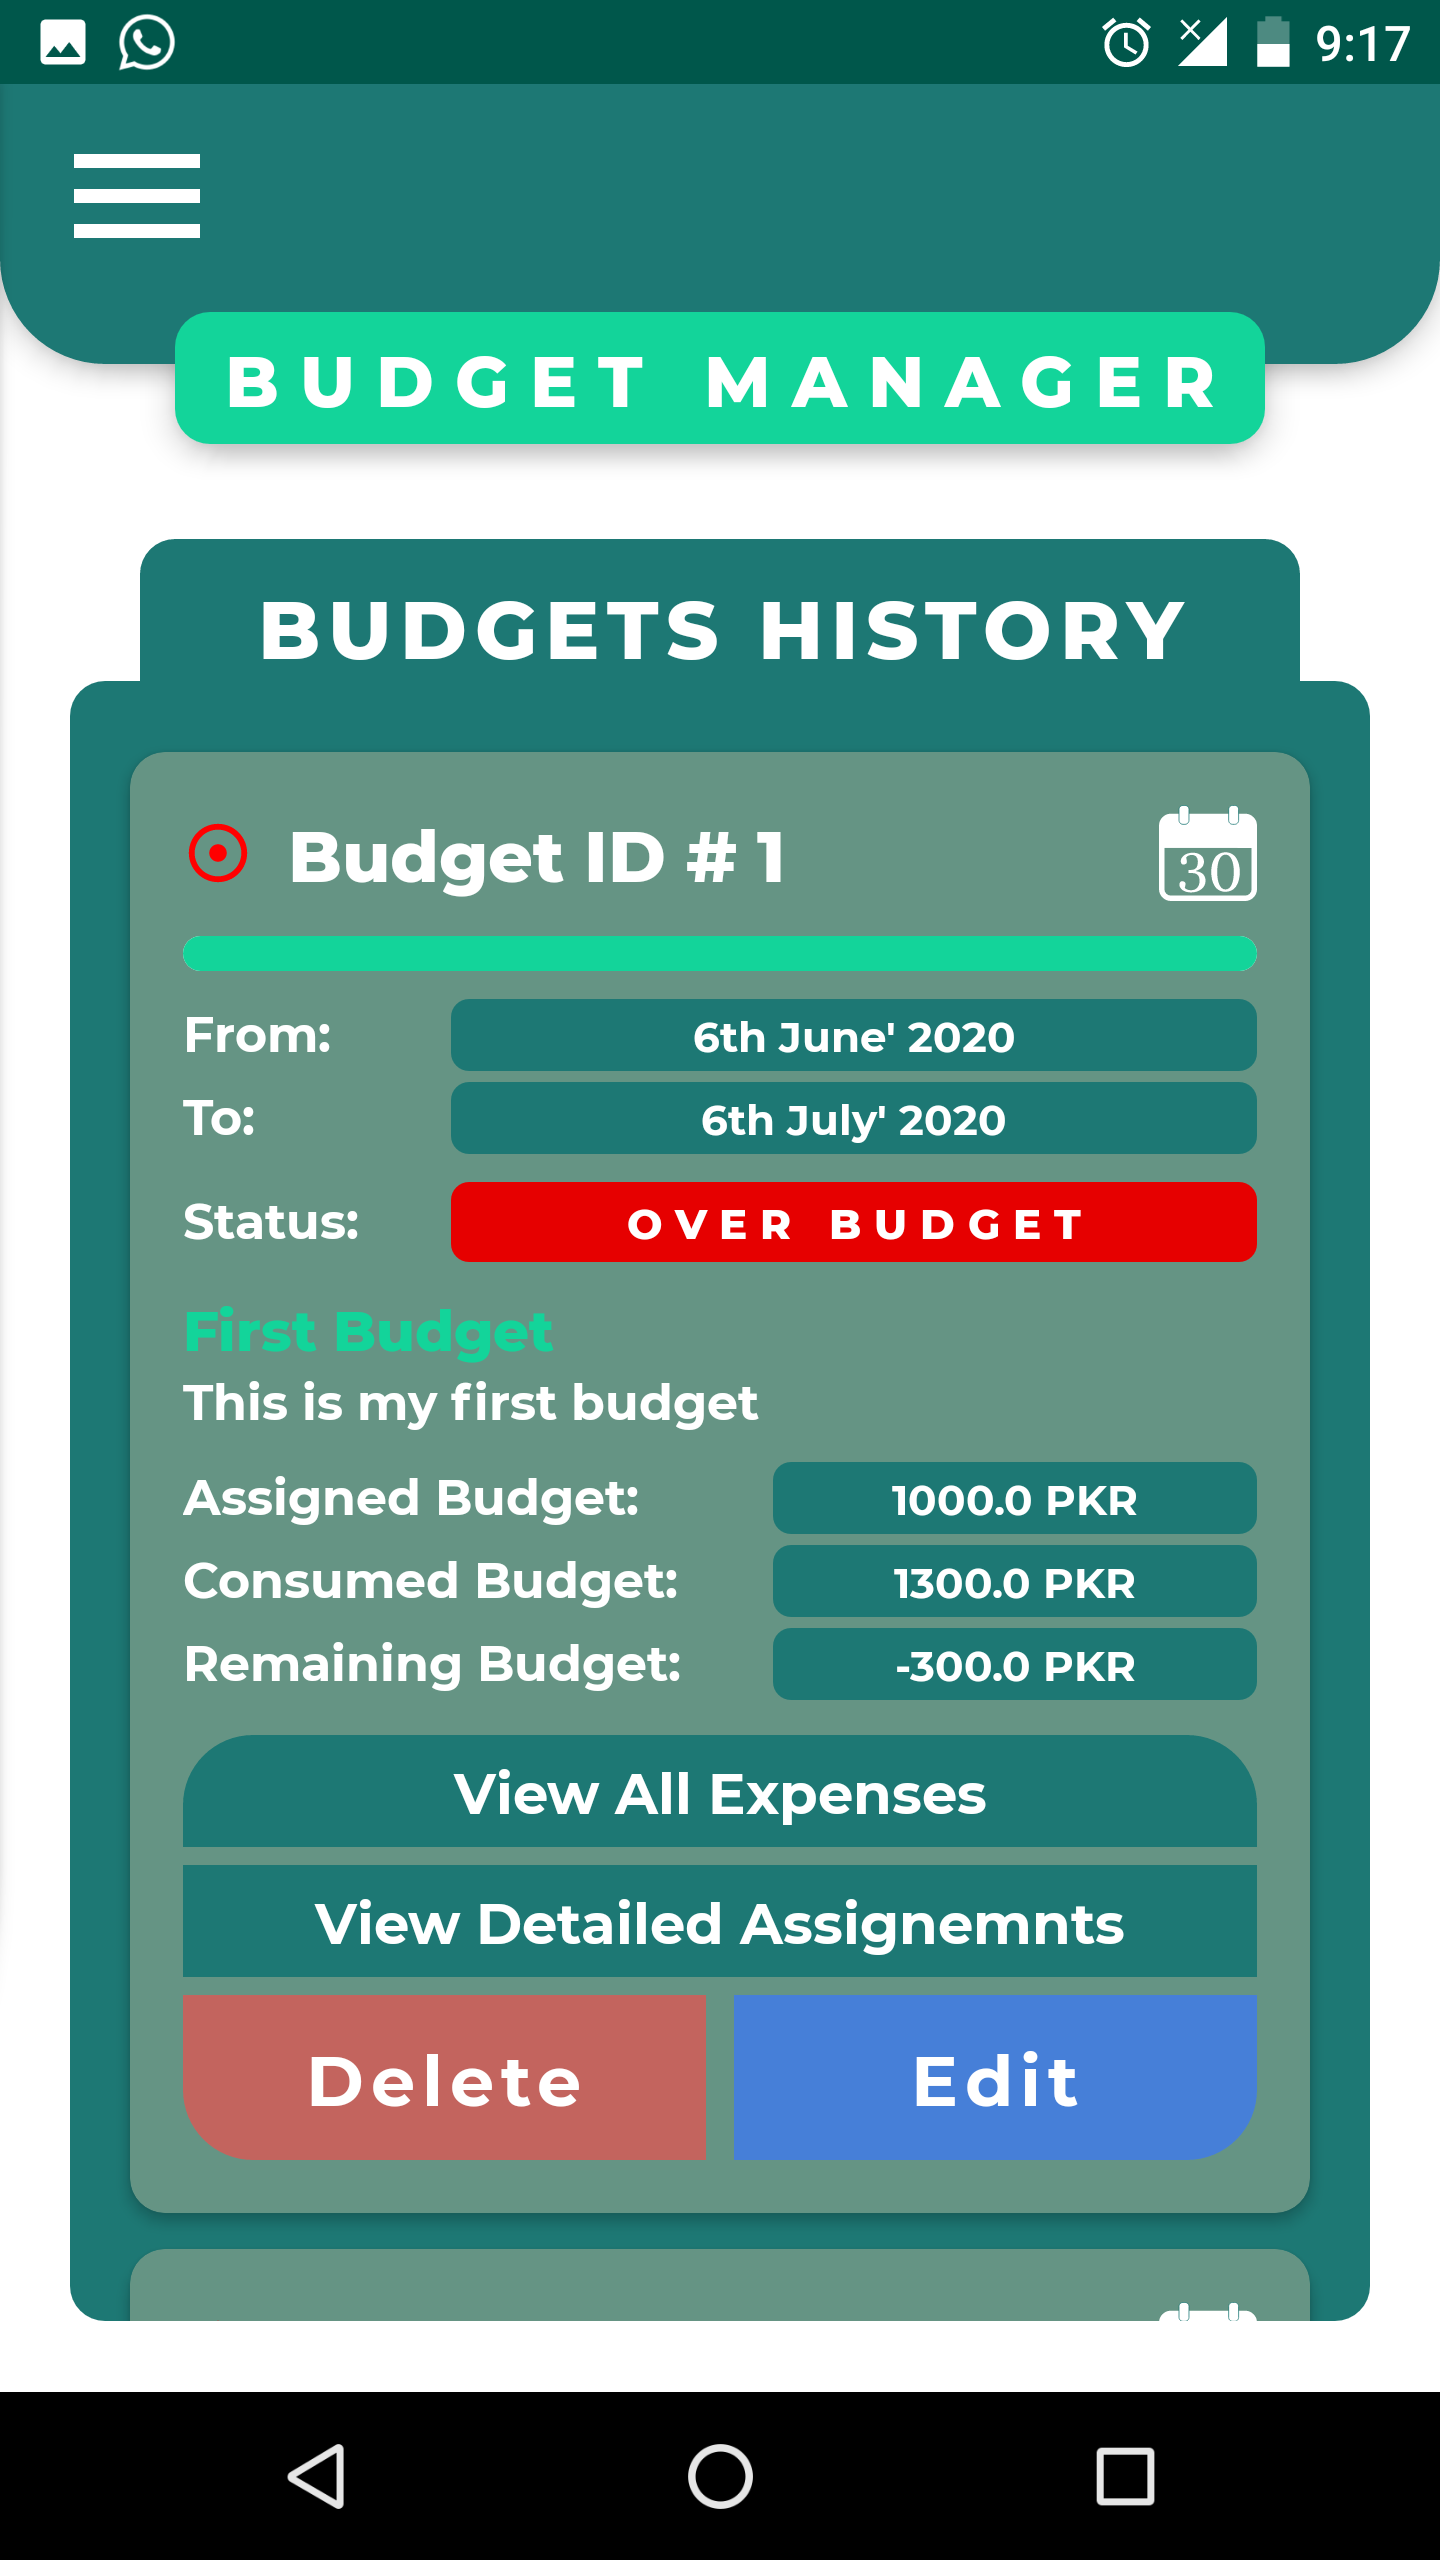 9:17
BUDGET MANAGER
BUDGETS HISTORY
Budget ID # 1
30
From: 6th June' 2020
To: 6th July' 2020
Status: OVER BUDGET
First Budget
This is my first budget
Assigned Budget: 1000.0 PKR
Consumed Budget: 1300.0 PKR
Remaining Budget: -300.0 PKR
View All Expenses
View Detailed Assignemnts
Delete Edit